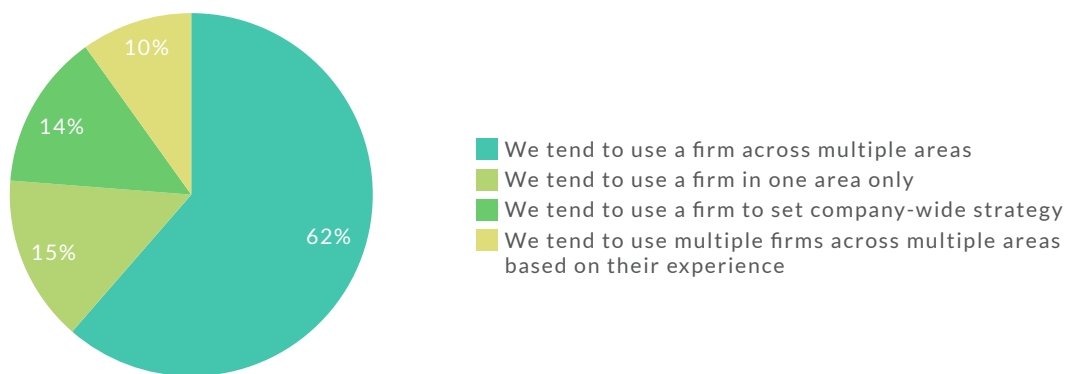 10%
14%
15%
62%
We tend to use a firm across multiple areas
We tend to use a firm in one area only
We tend to use a firm to set company-wide strategy
We tend to use multiple firms across multiple areas
based on their experience